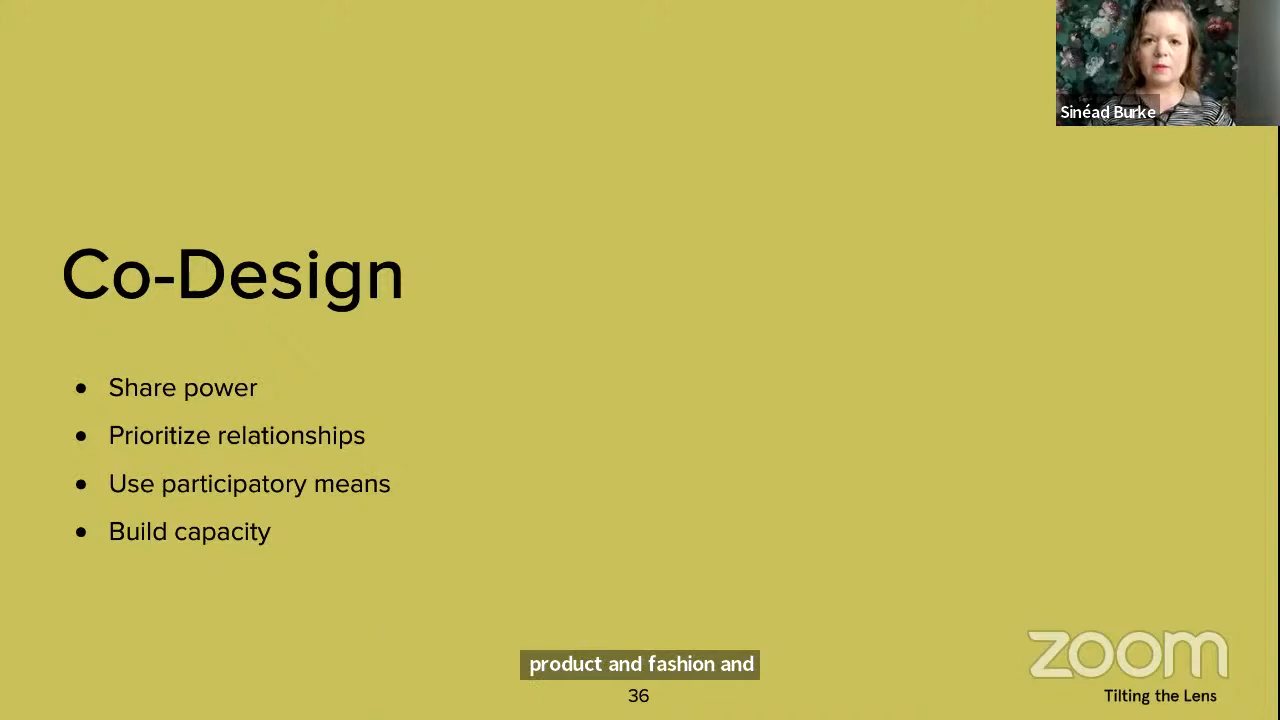 Sinéad Burke
Co-Design
• Share power
• Prioritize relationships
• Use participatory means
• Build capacity
product and fashion and
36
zoom
Tilting the Lens